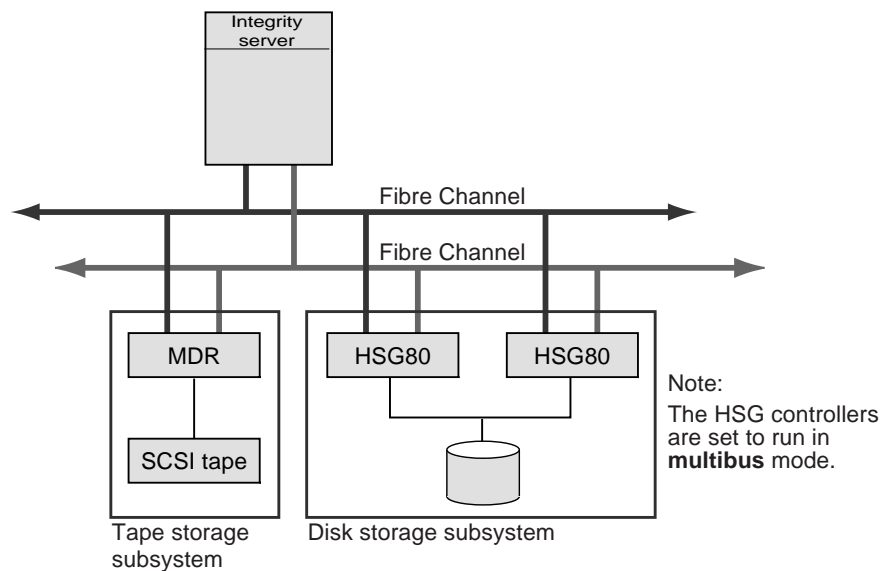 Integrity
server
Fibre Channel
Fibre Channel
MDR
HSG80
HSG80
SCSI tape
Note:
The HSG controllers
are set to run in
multibus mode.
Tape storage
subsystem
Disk storage subsystem